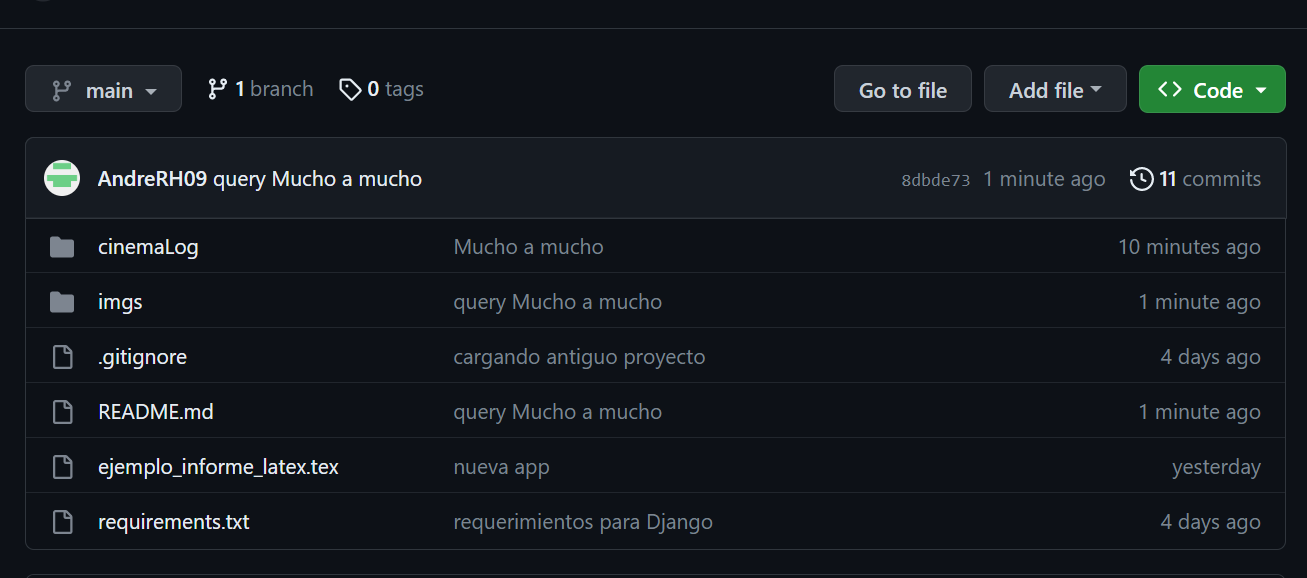 main 1 branch 0 tags Go to file Add file Code
AndreRH09 query Mucho a mucho 8dbde73 1 minute ago 11 commits
cinemaLog Mucho a mucho 10 minutes ago
imgs query Mucho a mucho 1 minute ago
.gitignore cargando antiguo proyecto 4 days ago
README.md query Mucho a mucho 1 minute ago
ejemplo_informe_latex.tex nueva app yesterday
requirements.txt requerimientos para Django 4 days ago